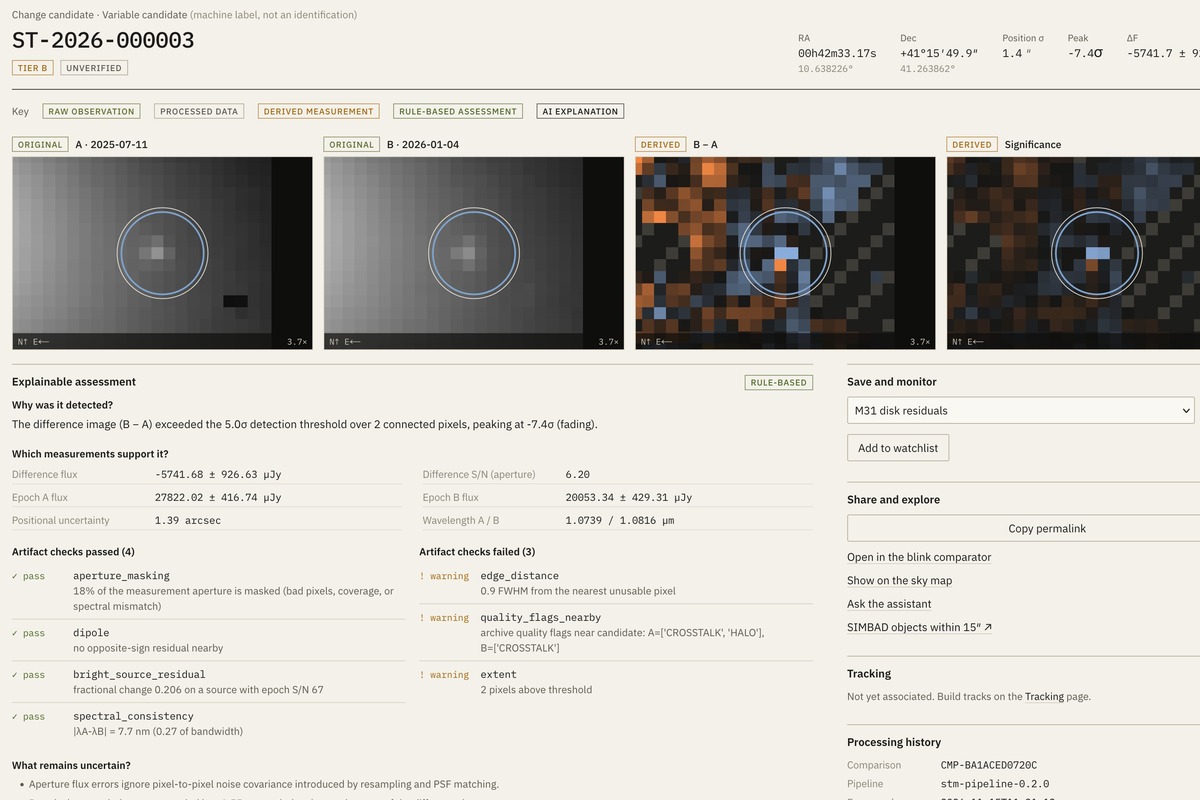 Change candidate · Variable candidate (machine label, not an identification)
ST-2026-000003
TIER B UNVERIFIED
RA Dec Position σ Peak ΔF
00h42m33.17s +41°15′49.9″ 1.4 ″ -7.4σ -5741.7 ± 92
10.638226° 41.263862°
Key RAW OBSERVATION PROCESSED DATA DERIVED MEASUREMENT RULE-BASED ASSESSMENT AI EXPLANATION
ORIGINAL A · 2025-07-11 ORIGINAL B · 2026-01-04 DERIVED B – A DERIVED Significance
N↑ E⟵ 3.7× N↑ E⟵ 3.7× N↑ E⟵ 3.7× N↑ E⟵
Explainable assessment RULE-BASED
Why was it detected?
The difference image (B – A) exceeded the 5.0σ detection threshold over 2 connected pixels, peaking at -7.4σ (fading).
Which measurements support it?
Difference flux -5741.68 ± 926.63 µJy Difference S/N (aperture) 6.20
Epoch A flux 27822.02 ± 416.74 µJy Epoch B flux 20053.34 ± 429.31 µJy
Positional uncertainty 1.39 arcsec Wavelength A / B 1.0739 / 1.0816 µm
Artifact checks passed (4)
✓ pass aperture_masking
18% of the measurement aperture is masked (bad pixels, coverage, or
spectral mismatch)
✓ pass dipole
no opposite-sign residual nearby
✓ pass bright_source_residual
fractional change 0.206 on a source with epoch S/N 67
✓ pass spectral_consistency
|λA-λB| = 7.7 nm (0.27 of bandwidth)
Artifact checks failed (3)
! warning edge_distance
0.9 FWHM from the nearest unusable pixel
! warning quality_flags_nearby
archive quality flags near candidate: A=['CROSSTALK', 'HALO'],
B=['CROSSTALK']
! warning extent
2 pixels above threshold
What remains uncertain?
• Aperture flux errors ignore pixel-to-pixel noise covariance introduced by resampling and PSF matching.
Save and monitor
M31 disk residuals
Add to watchlist
Share and explore
Copy permalink
Open in the blink comparator
Show on the sky map
Ask the assistant
SIMBAD objects within 15″ ↗
Tracking
Not yet associated. Build tracks on the Tracking page.
Processing history
Comparison CMP-BA1ACED0720C
Pipeline stm-pipeline-0.2.0